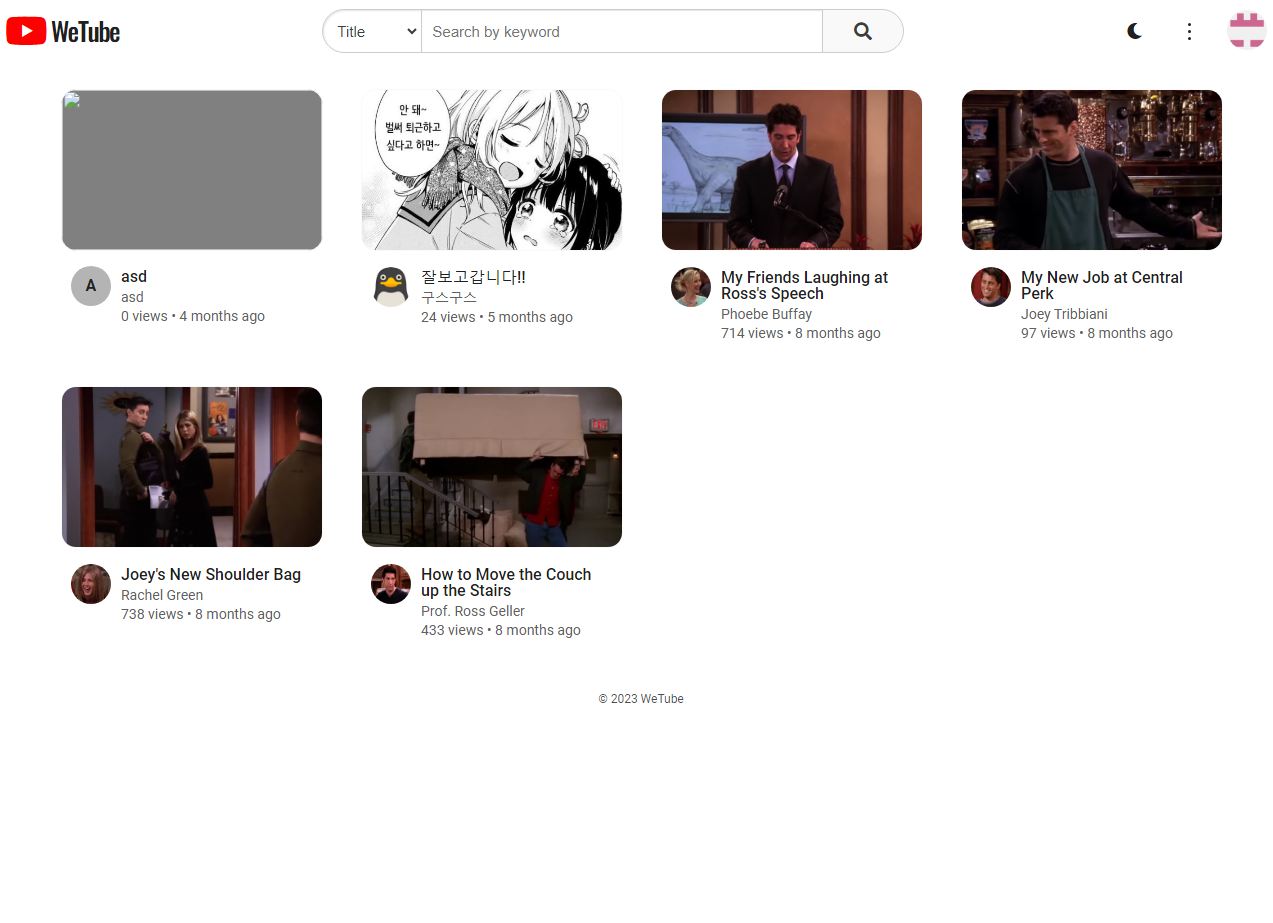 WeTube
Title
Search by keyword
안 돼~
벌써 퇴근하고
싶다고 하면~
A
asd
asd
0 views • 4 months ago
잘보고갑니다!!
구스구스
24 views • 5 months ago
My Friends Laughing at
Ross's Speech
Phoebe Buffay
714 views • 8 months ago
My New Job at Central
Perk
Joey Tribbiani
97 views • 8 months ago
Joey's New Shoulder Bag
Rachel Green
738 views • 8 months ago
How to Move the Couch
up the Stairs
Prof. Ross Geller
433 views • 8 months ago
© 2023 WeTube